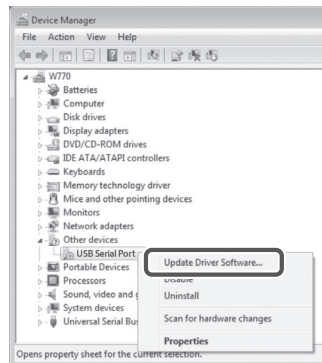 Device Manager
File Action View Help
W770
Batteries
Computer
Disk drives
Display adapters
DVD/CD-ROM drives
IDE ATA/ATAPI controllers
Keyboards
Memory technology driver
Mice and other pointing devices
Monitors
Network adapters
Other devices
USB Serial Port
Update Driver Software...
Portable Devices
Disable
Processors
Uninstall
Sound, video and g
System devices
Scan for hardware changes
Universal Serial Bus
Properties
Opens property sheet for the current selection.